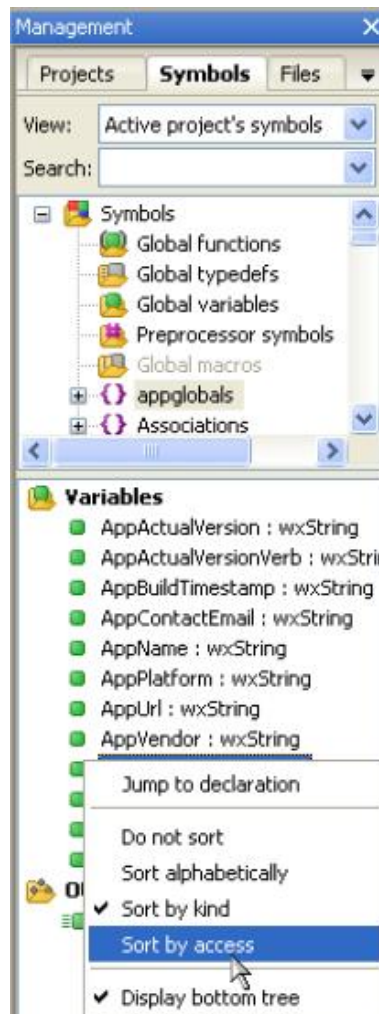 Management
Projects Symbols Files
View: Active project's symbols
Search:
Symbols
Global functions
Global typedefs
Global variables
Preprocessor symbols
Global macros
appglobals
Associations
Variables
AppActualVersion : wxString
AppActualVersionVerb : wxStri
AppBuildTimestamp : wxString
AppContactEmail : wxString
AppName : wxString
AppPlatform : wxString
AppUrl : wxString
AppVendor : wxString
Jump to declaration
Do not sort
Sort alphabetically
Sort by kind
Sort by access
Display bottom tree